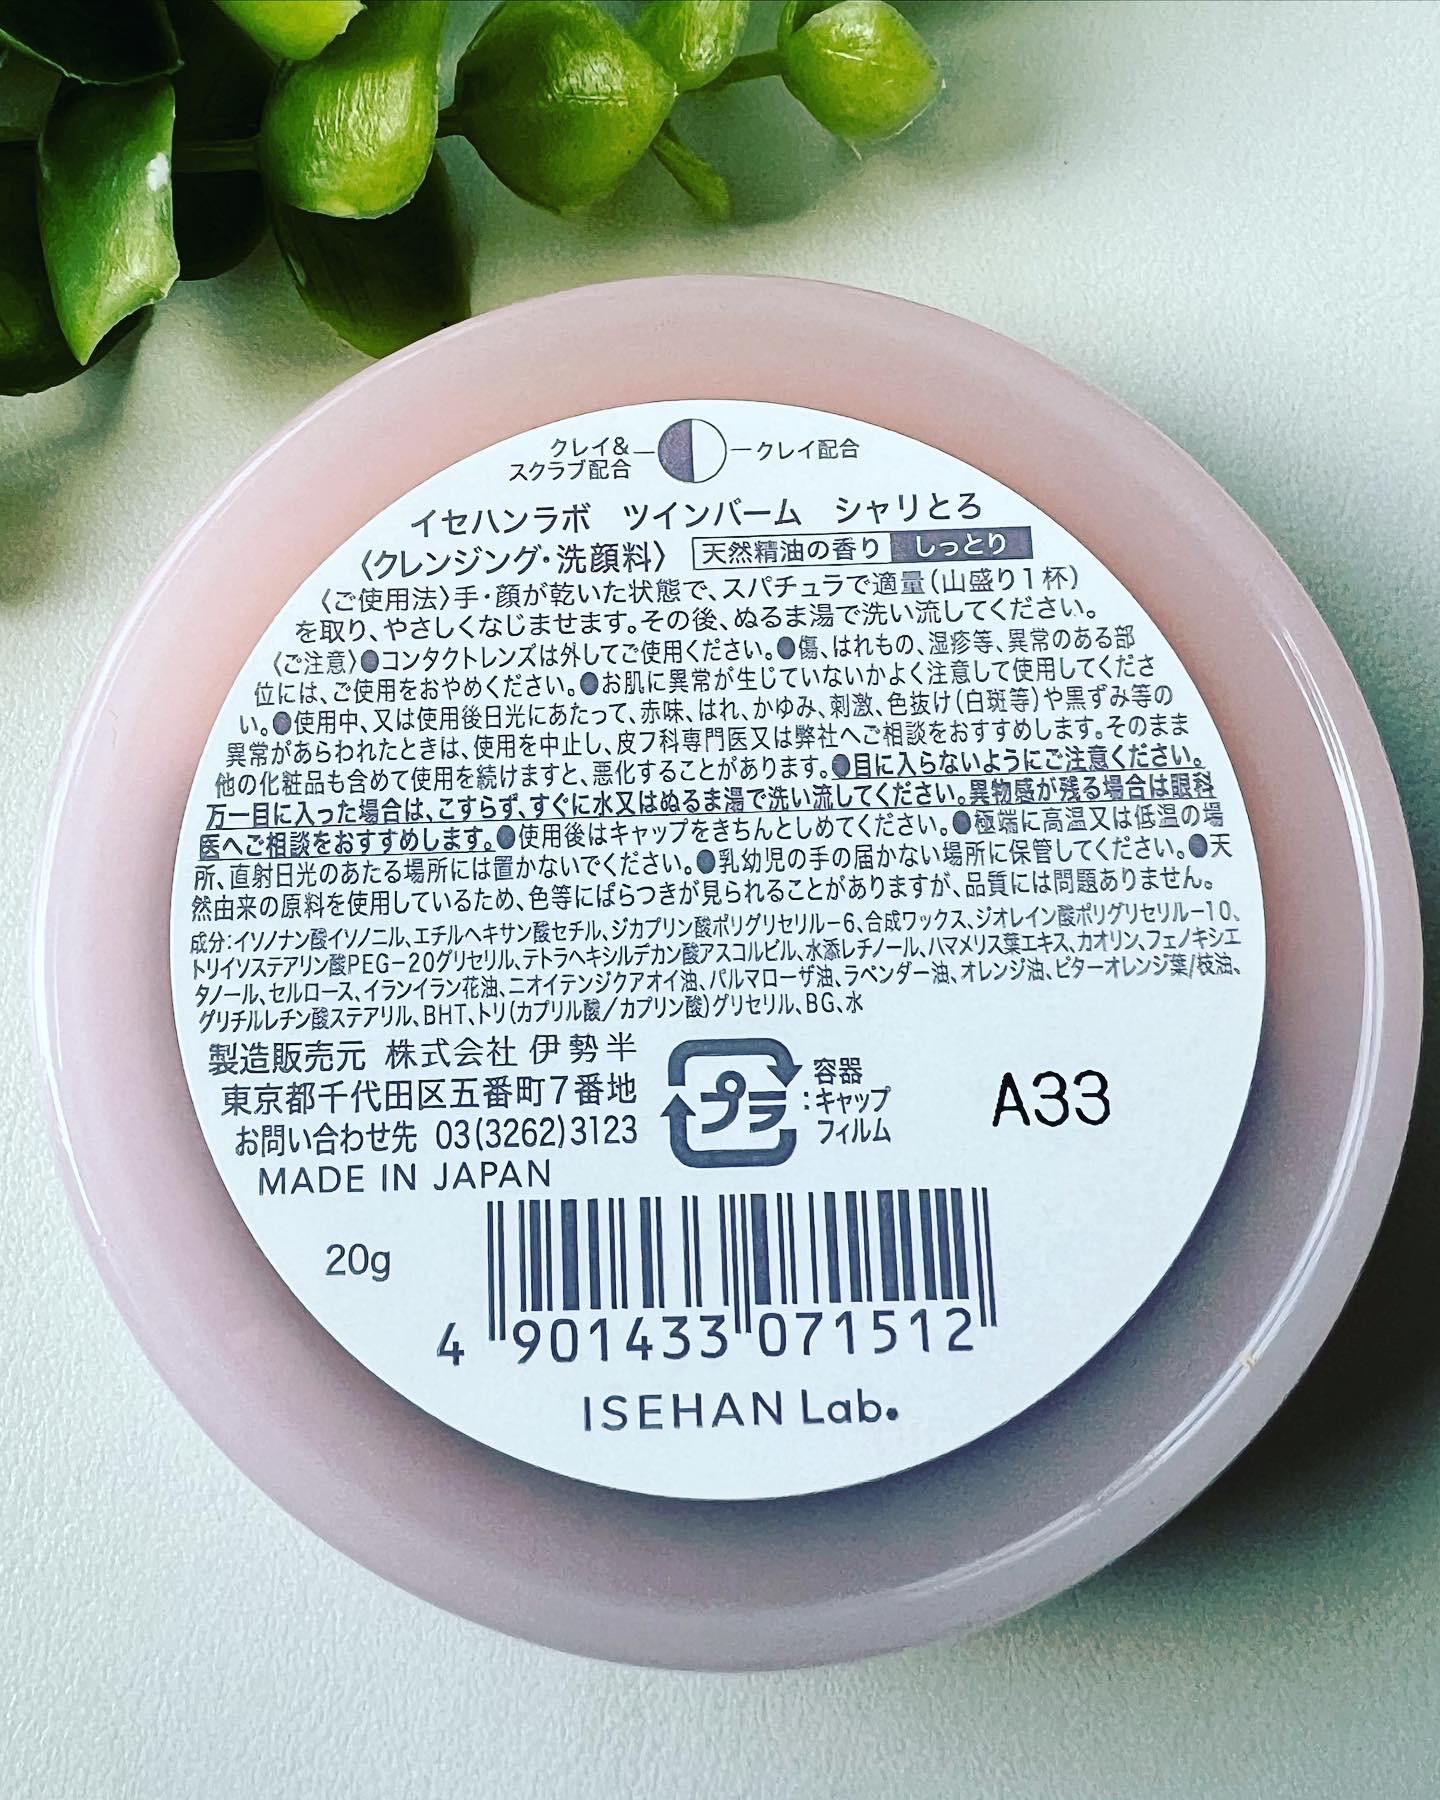 クレイ&
スクラブ配合
クレイ配合
イセハンラボ ツインバーム シャリとろ
〈クレンジング・洗顔料〉 天然精油の香り しっとり
〈ご使用法〉手・顔が乾いた状態で、スパチュラで適量(山盛り1杯)
を取り、やさしくなじませます。その後、ぬるま湯で洗い流してください。
〈ご注意〉●コンタクトレンズは外してご使用ください。●傷、はれもの、湿疹等、異常のある部
位には、ご使用をおやめください。●お肌に異常が生じていないかよく注意して使用してくださ
い。●使用中、又は使用後日光にあたって、赤味、はれ、かゆみ、刺激、色抜け(白斑等)や黒ずみ等の
異常があらわれたときは、使用を中止し、皮フ科専門医又は弊社へご相談をおすすめします。そのまま
他の化粧品も含めて使用を続けますと、悪化することがあります。●目に入らないようにご注意ください。
万一目に入った場合は、こすらず、すぐに水又はぬるま湯で洗い流してください。異物感が残る場合は眼科
医へご相談をおすすめします。●使用後はキャップをきちんとしめてください。●極端に高温又は低温の場
所、直射日光のあたる場所には置かないでください。●乳幼児の手の届かない場所に保管してください。●天
然由来の原料を使用しているため、色等にばらつきが見られることがありますが、品質には問題ありません。
成分:イソノナン酸イソノニル、エチルヘキサン酸セチル、ジカプリン酸ポリグリセリル-6、合成ワックス、ジオレイン酸ポリグリセリル-10、
トリイソステアリン酸PEG-20グリセリル、テトラヘキシルデカン酸アスコルビル、水添レチノール、ハマメリス葉エキス、カオリン、フェノキシエ
タノール、セルロース、イランイラン花油、ニオイテンジクアオイ油、パルマローザ油、ラベンダー油、オレンジ油、ビターオレンジ葉/枝油、
グリチルレチン酸ステアリル、BHT、トリ(カプリル酸/カプリン酸)グリセリル、BG、水
製造販売元 株式会社 伊勢半
東京都千代田区五番町7番地
お問い合わせ先 03(3262)3123
MADE IN JAPAN
プラ
容器
:キャップ
フィルム
A33
20g
4 901433 071512
ISEHAN Lab.